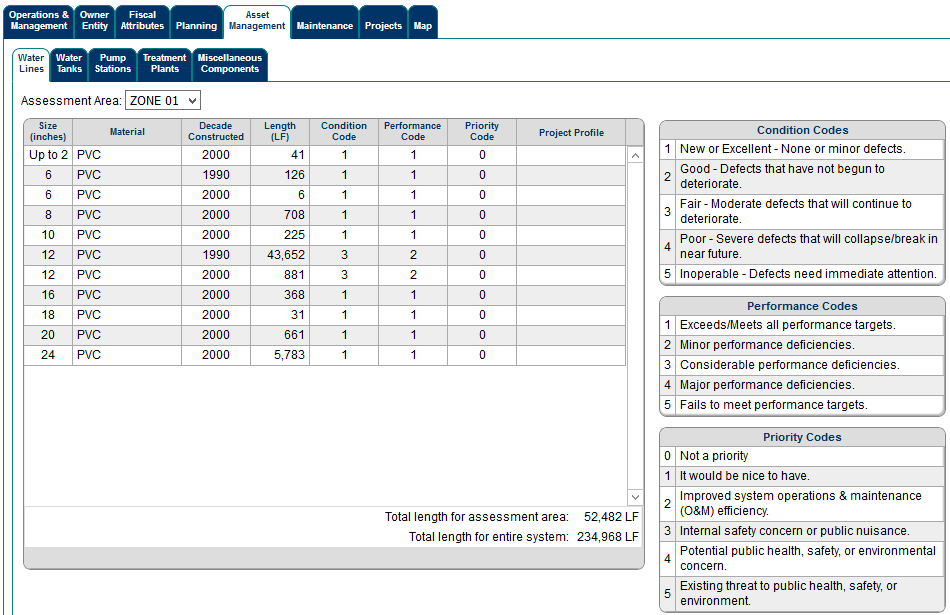 Operations & Management Owner Entity Fiscal Attributes Planning Asset Management Maintenance Projects Map
Water Lines Water Tanks Pump Stations Treatment Plants Miscellaneous Components
Assessment Area: ZONE 01
Size (inches) Material Decade Constructed Length (LF) Condition Code Performance Code Priority Code Project Profile
Up to 2 PVC 2000 41 1 1 0
6 PVC 1990 126 1 1 0
6 PVC 2000 6 1 1 0
8 PVC 2000 708 1 1 0
10 PVC 2000 225 1 1 0
12 PVC 1990 43,652 3 2 0
12 PVC 2000 881 3 2 0
16 PVC 2000 368 1 1 0
18 PVC 2000 31 1 1 0
20 PVC 2000 661 1 1 0
24 PVC 2000 5,783 1 1 0
Total length for assessment area: 52,482 LF
Total length for entire system: 234,968 LF
Condition Codes
1 New or Excellent - None or minor defects.
2 Good - Defects that have not begun to
deteriorate.
3 Fair - Moderate defects that will continue to
deteriorate.
4 Poor - Severe defects that will collapse/break in
near future.
5 Inoperable - Defects need immediate attention.
Performance Codes
1 Exceeds/Meets all performance targets.
2 Minor performance deficiencies.
3 Considerable performance deficiencies.
4 Major performance deficiencies.
5 Fails to meet performance targets.
Priority Codes
0 Not a priority
1 It would be nice to have.
2 Improved system operations & maintenance
(O&M) efficiency.
3 Internal safety concern or public nuisance.
4 Potential public health, safety, or environmental
concern.
5 Existing threat to public health, safety, or
environment.